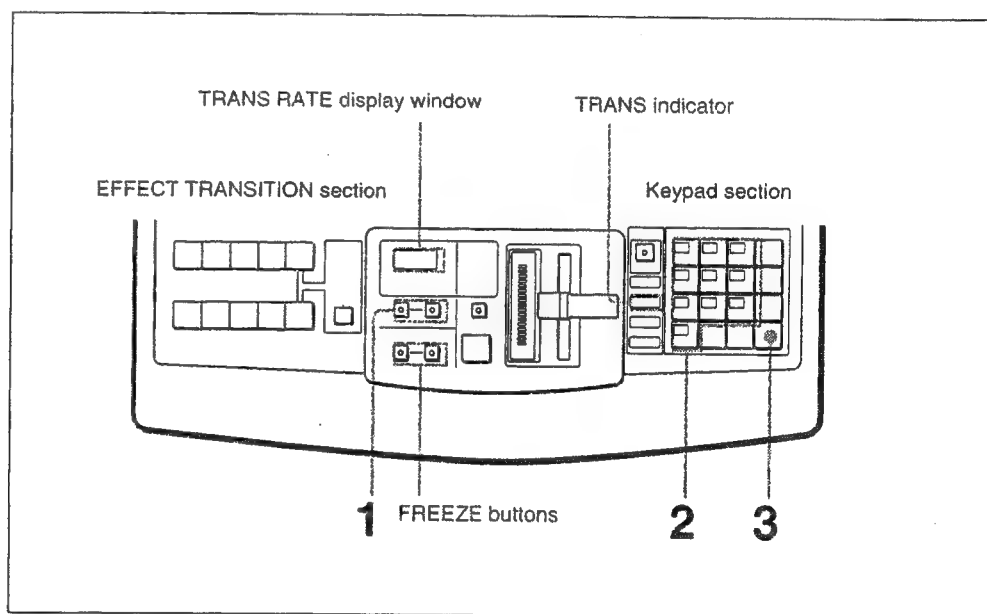 TRANS RATE display window
TRANS indicator
EFFECT TRANSITION section
Keypad section
1
FREEZE buttons
2
3